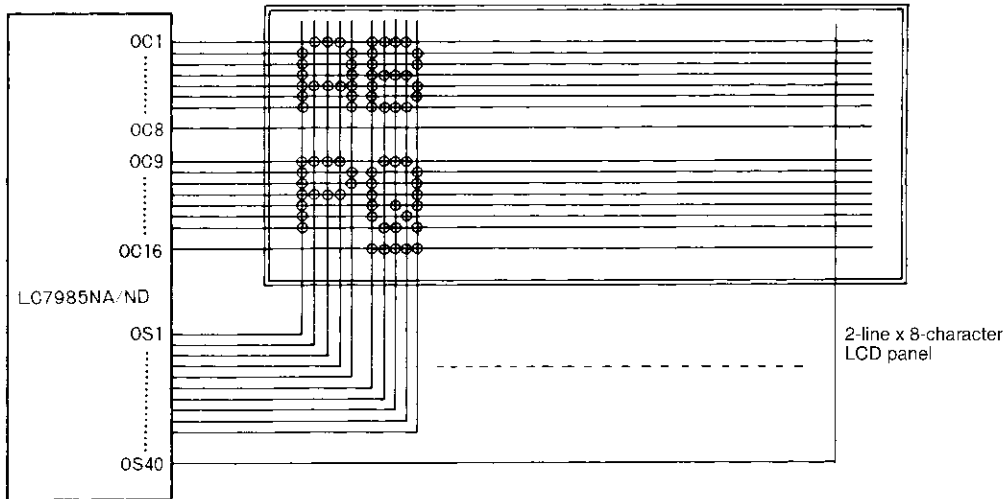 OC1
OC8
OC9
OC16
LC7985NA/ND
OS1
2-line x 8-character
LCD panel
OS40